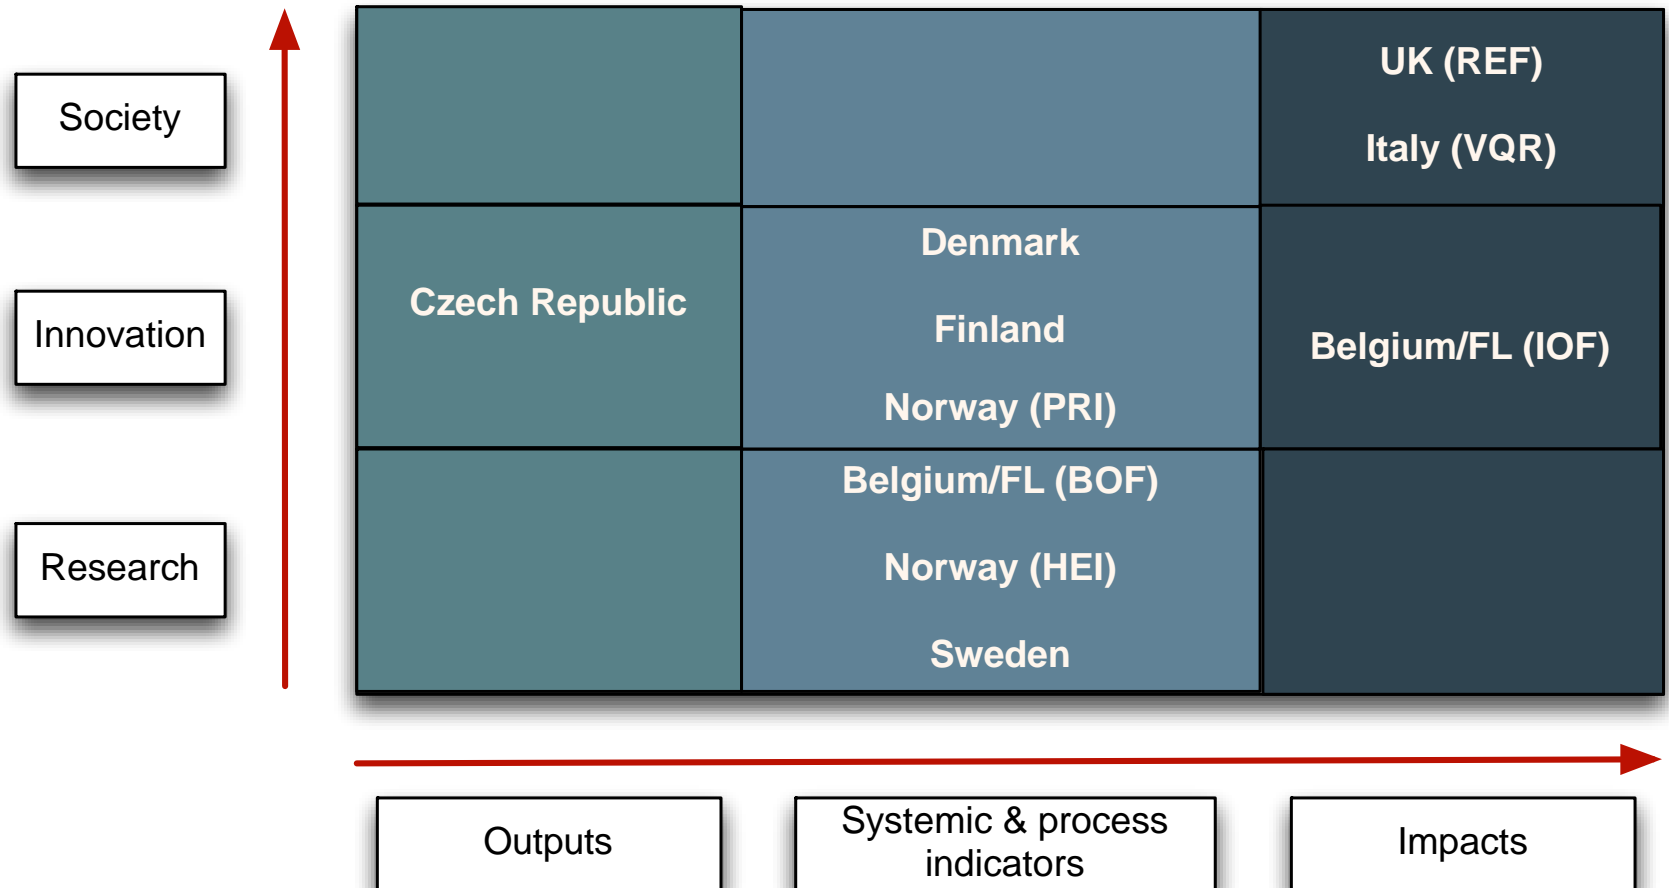 Society
UK (REF)
Italy (VQR)
Innovation
Czech Republic
Denmark
Finland
Norway (PRI)
Belgium/FL (IOF)
Research
Belgium/FL (BOF)
Norway (HEI)
Sweden
Outputs
Systemic & process
indicators
Impacts